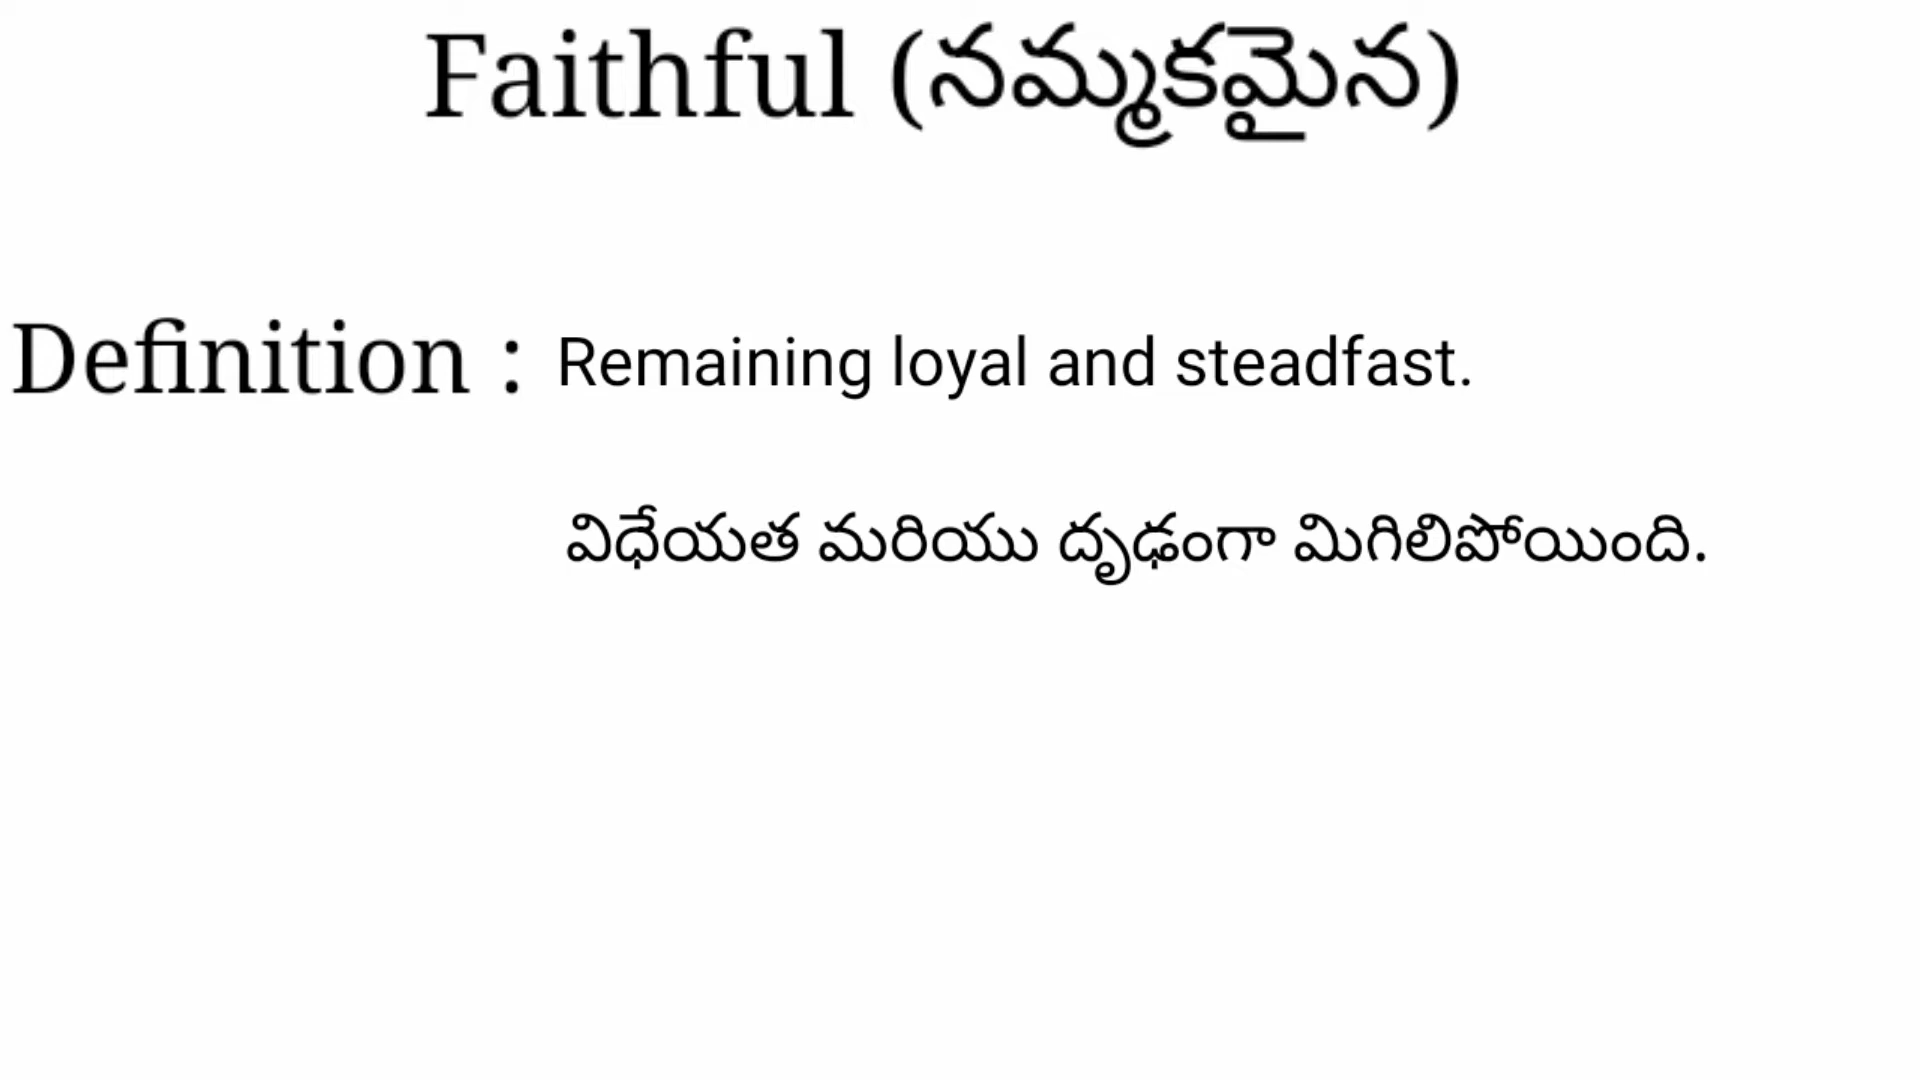 Faithful (నమ్మకమైన)
Definition : Remaining loyal and steadfast.
విధేయత మరియు దృఢంగా మిగిలిపోయింది.